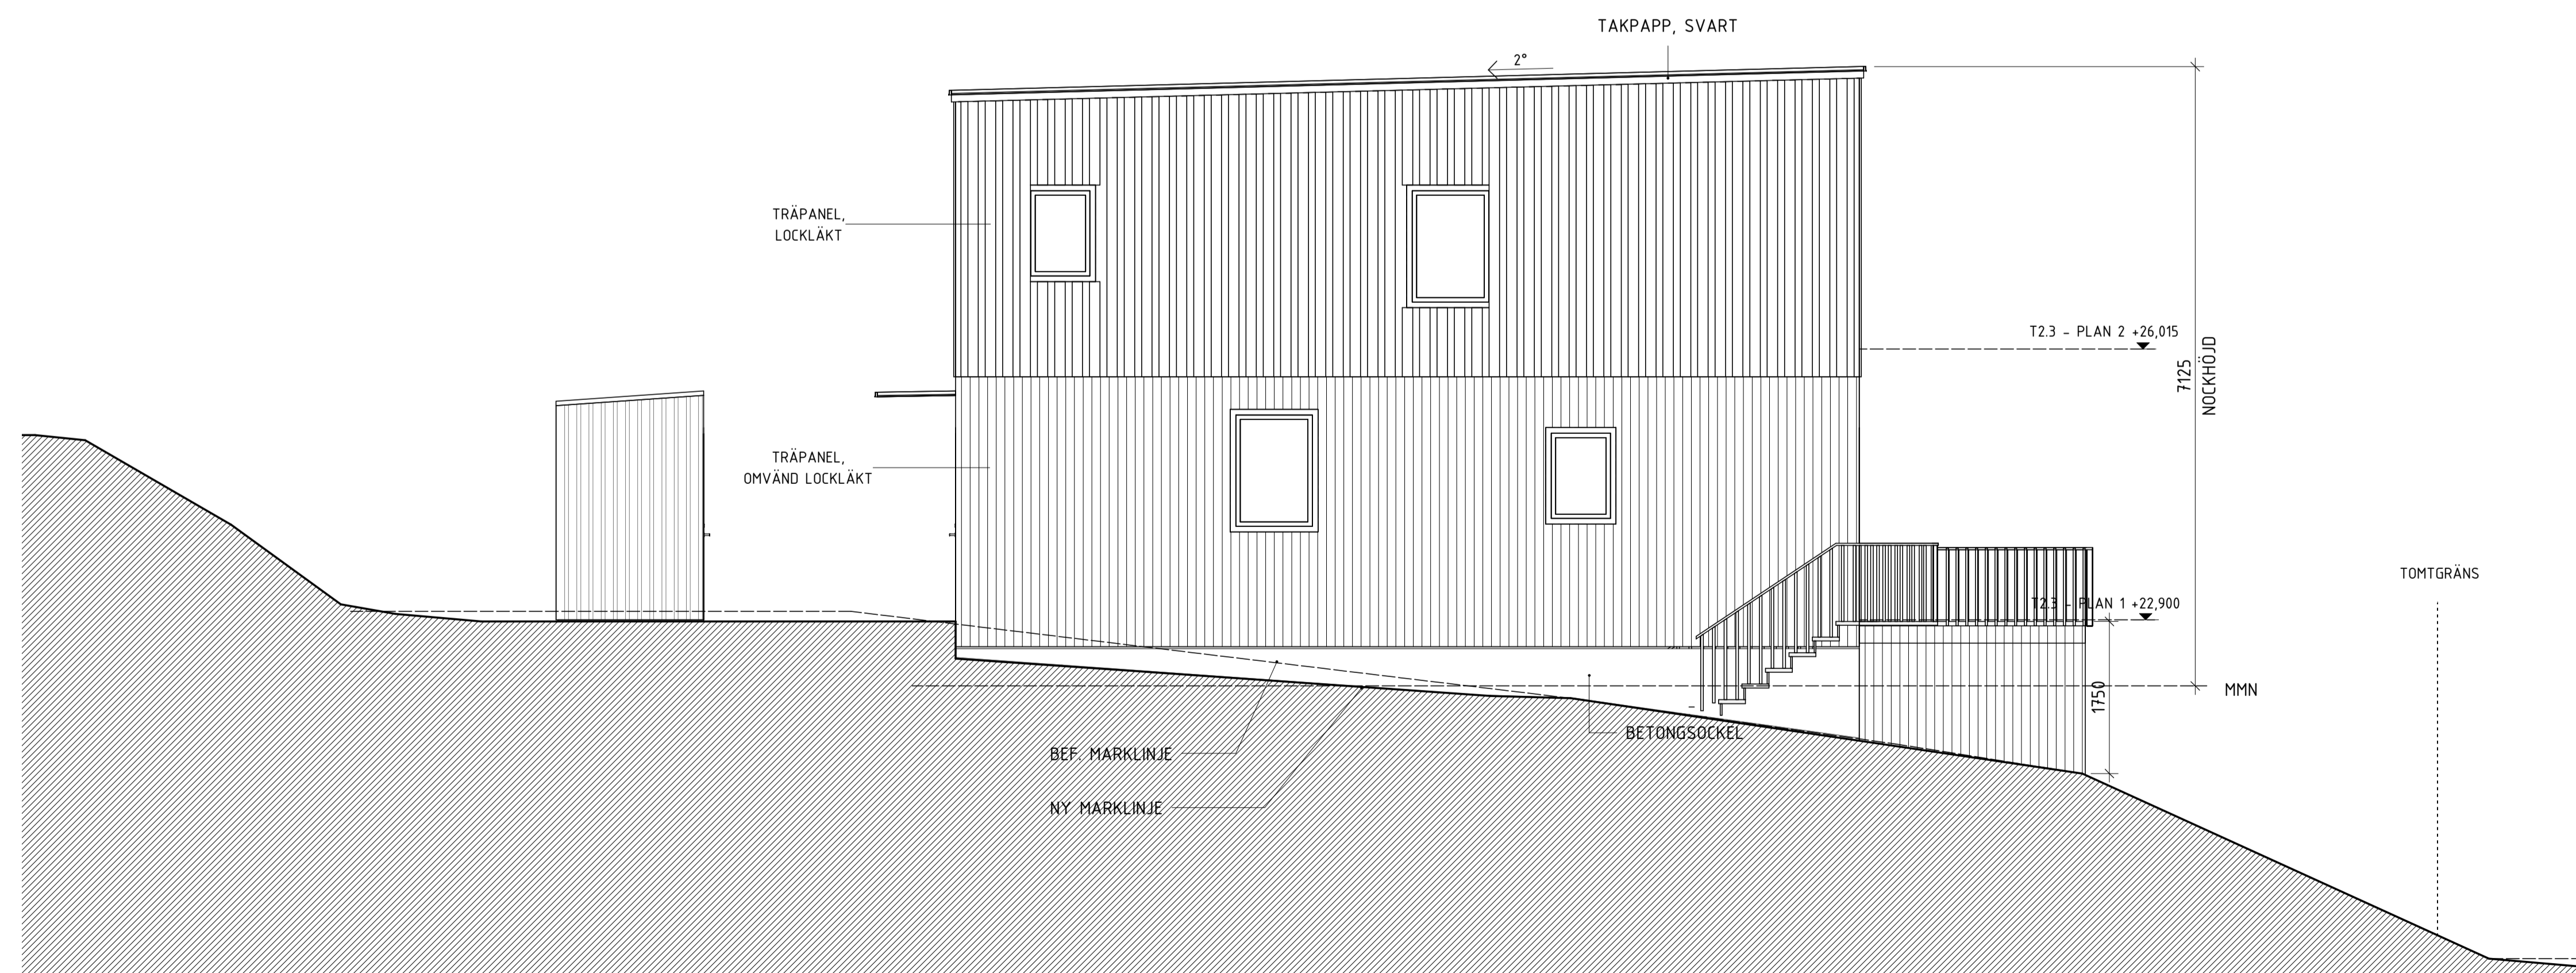 TAKPAPP, SVART
2°
TRÄPANEL,
LOCKLÄKT
T2.3 - PLAN 2 +26,015
7125
NOCKHÖJD
TRÄPANEL,
OMVÄND LOCKLÄKT
TOMTGRÄNS
T2.3 - PLAN 1 +22,900
MMN
1750
BETONGSOCKEL
BEF. MARKLINJE
NY MARKLINJE